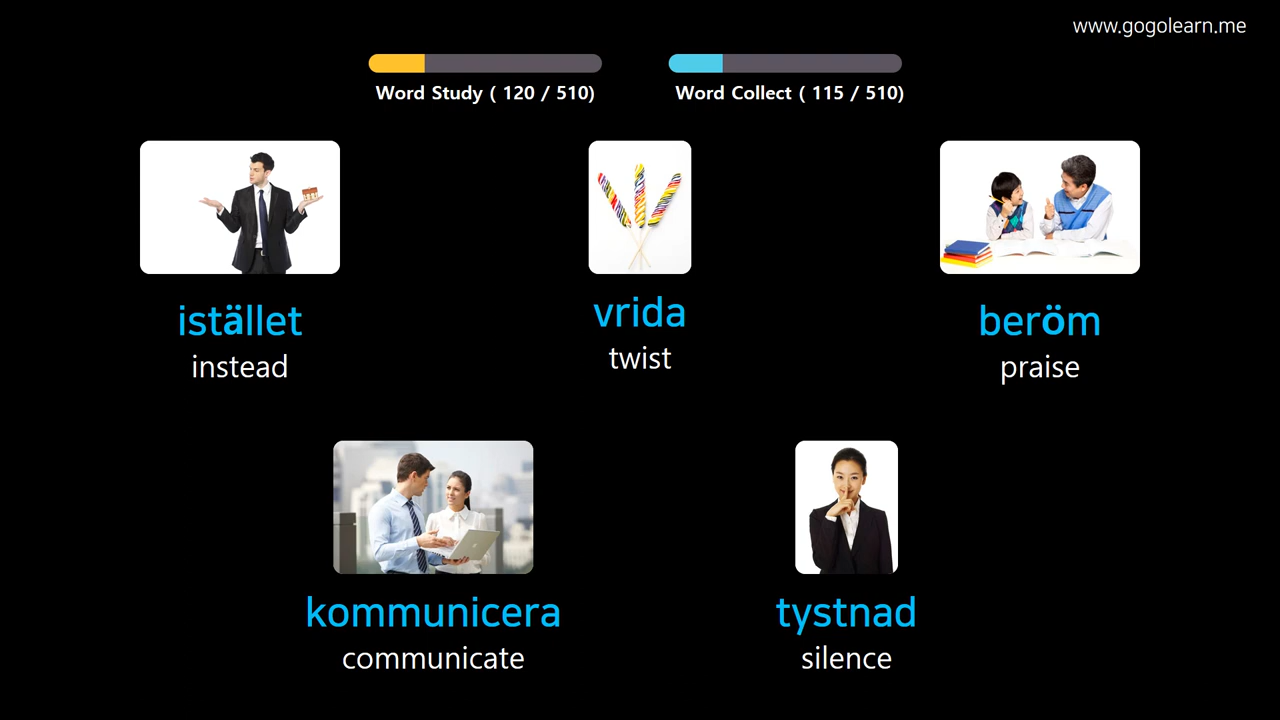 www.gogolearn.me
Word Study ( 120 / 510)
Word Collect ( 115 / 510)
istället
instead
vrida
twist
beröm
praise
kommunicera
communicate
tystnad
silence